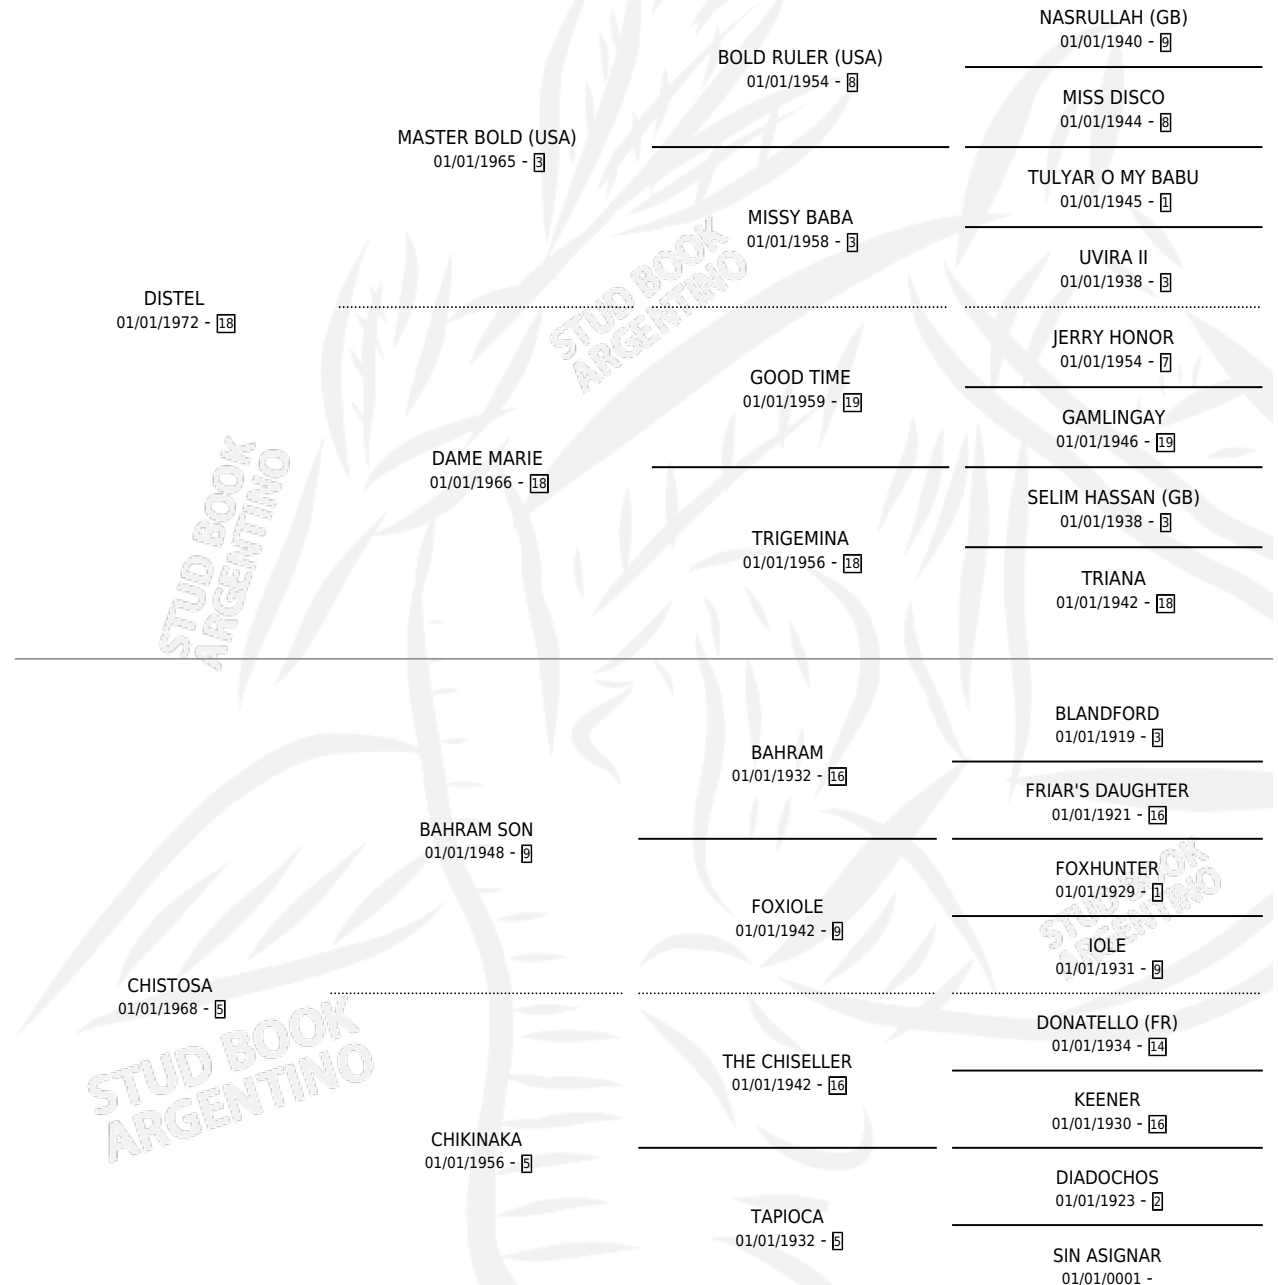 NASRULLAH (GB)
01/01/1940 - 9
BOLD RULER (USA)
01/01/1954 - 8
MISS DISCO
01/01/1944 - 8
MASTER BOLD (USA)
01/01/1965 - 3
TULYAR O MY BABU
01/01/1945 - 1
MISSY BABA
01/01/1958 - 3
UVIRA II
01/01/1938 - 3
DISTEL
01/01/1972 - 18
JERRY HONOR
01/01/1954 - 7
GOOD TIME
01/01/1959 - 19
GAMLINGAY
01/01/1946 - 19
DAME MARIE
01/01/1966 - 18
SELIM HASSAN (GB)
01/01/1938 - 3
TRIGEMINA
01/01/1956 - 18
TRIANA
01/01/1942 - 18
BLANDFORD
01/01/1919 - 3
BAHRAM
01/01/1932 - 16
FRIAR'S DAUGHTER
01/01/1921 - 16
BAHRAM SON
01/01/1948 - 9
FOXHUNTER
01/01/1929 - 1
FOXIOLE
01/01/1942 - 9
IOLE
01/01/1931 - 9
CHISTOSA
01/01/1968 - 5
DONATELLO (FR)
01/01/1934 - 14
THE CHISELLER
01/01/1942 - 16
KEENER
01/01/1930 - 16
CHIKINAKA
01/01/1956 - 5
DIADOCHOS
01/01/1923 - 2
TAPIOCA
01/01/1932 - 5
SIN ASIGNAR
01/01/0001 -
STUD BOOK
ARGENTINO
STUD BOOK
ARGENTINO
STUD BOOK
ARGENTINO
STUD BOOK
ARGENTINO